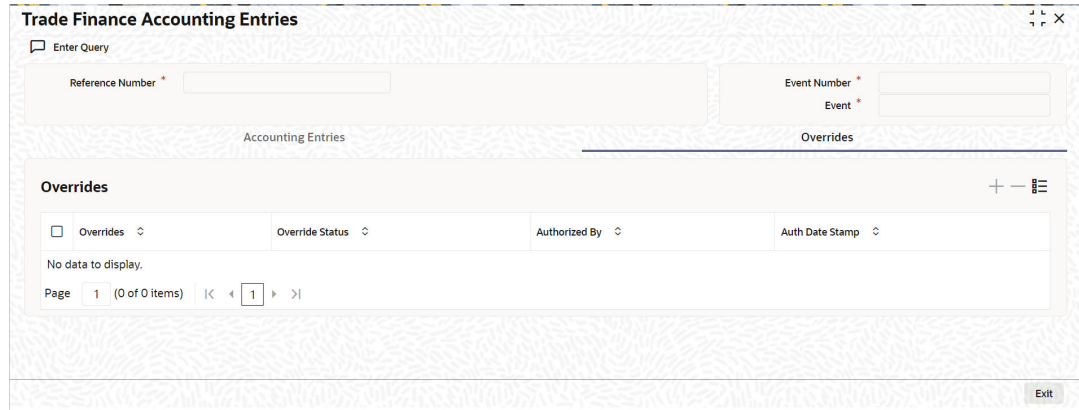 Trade Finance Accounting Entries
Enter Query
Reference Number *
Event Number *
Event *
Accounting Entries
Overrides
Overrides
Overrides Override Status Authorized By Auth Date Stamp
No data to display.
Page 1 (0 of 0 items) 1
Exit